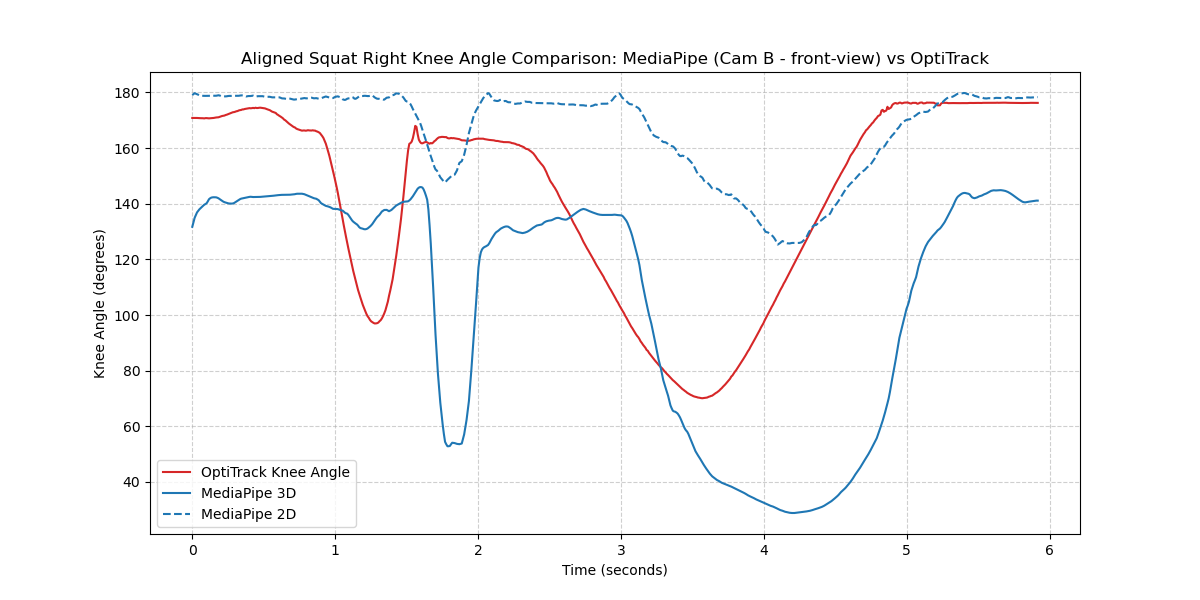 Aligned Squat Right Knee Angle Comparison: MediaPipe (Cam B - front-view) vs OptiTrack
Knee Angle (degrees)
180
160
140
120
100
80
60
40
OptiTrack Knee Angle
MediaPipe 3D
MediaPipe 2D
0 1 2 3 4 5 6
Time (seconds)